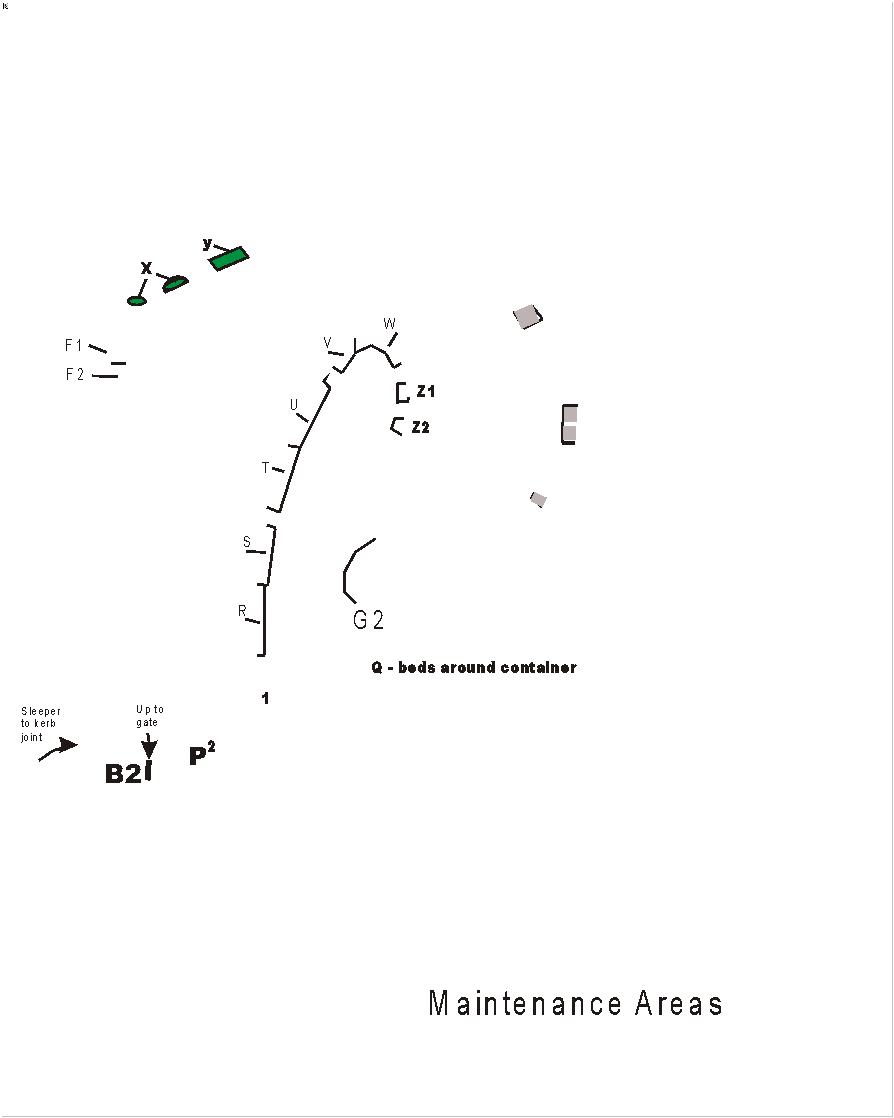 y
X
W
F1
V
F2
Z1
U
Z2
T
S
R
G2
Q - beds around container
1
Sleeper
to kerb
joint
Up to
gate
P²
B2
Maintenance Areas